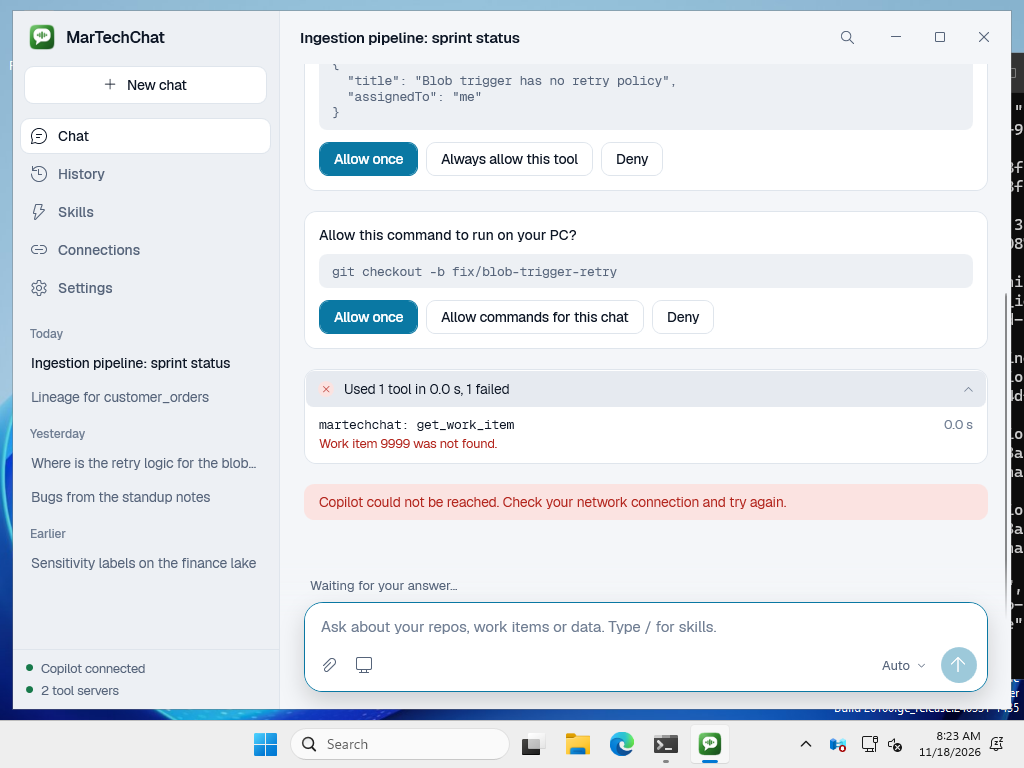 MarTechChat
Ingestion pipeline: sprint status
New chat
Chat
History
Skills
Connections
Settings
Today
Ingestion pipeline: sprint status
Lineage for customer_orders
Yesterday
Where is the retry logic for the blob…
Bugs from the standup notes
Earlier
Sensitivity labels on the finance lake
Copilot connected
2 tool servers
{
"title": "Blob trigger has no retry policy",
"assignedTo": "me"
}
Allow once
Always allow this tool
Deny
Allow this command to run on your PC?
git checkout -b fix/blob-trigger-retry
Allow once
Allow commands for this chat
Deny
Used 1 tool in 0.0 s, 1 failed
martechchat: get_work_item
0.0 s
Work item 9999 was not found.
Copilot could not be reached. Check your network connection and try again.
Waiting for your answer…
Ask about your repos, work items or data. Type / for skills.
Auto
Search
8:23 AM
11/18/2026